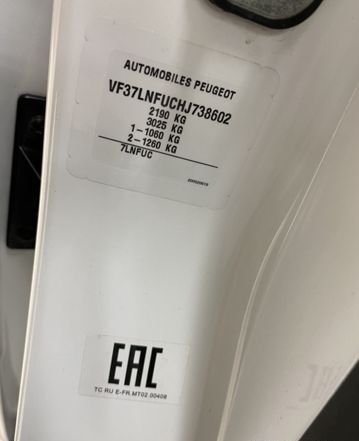 AUTOMOBILES PEUGEOT
VF37LNFUCHJ738602
2190 KG
3025 KG
1-1060 KG
2-1260 KG
7LNFUC
EAC
TC RU E-FR.MT02.00408